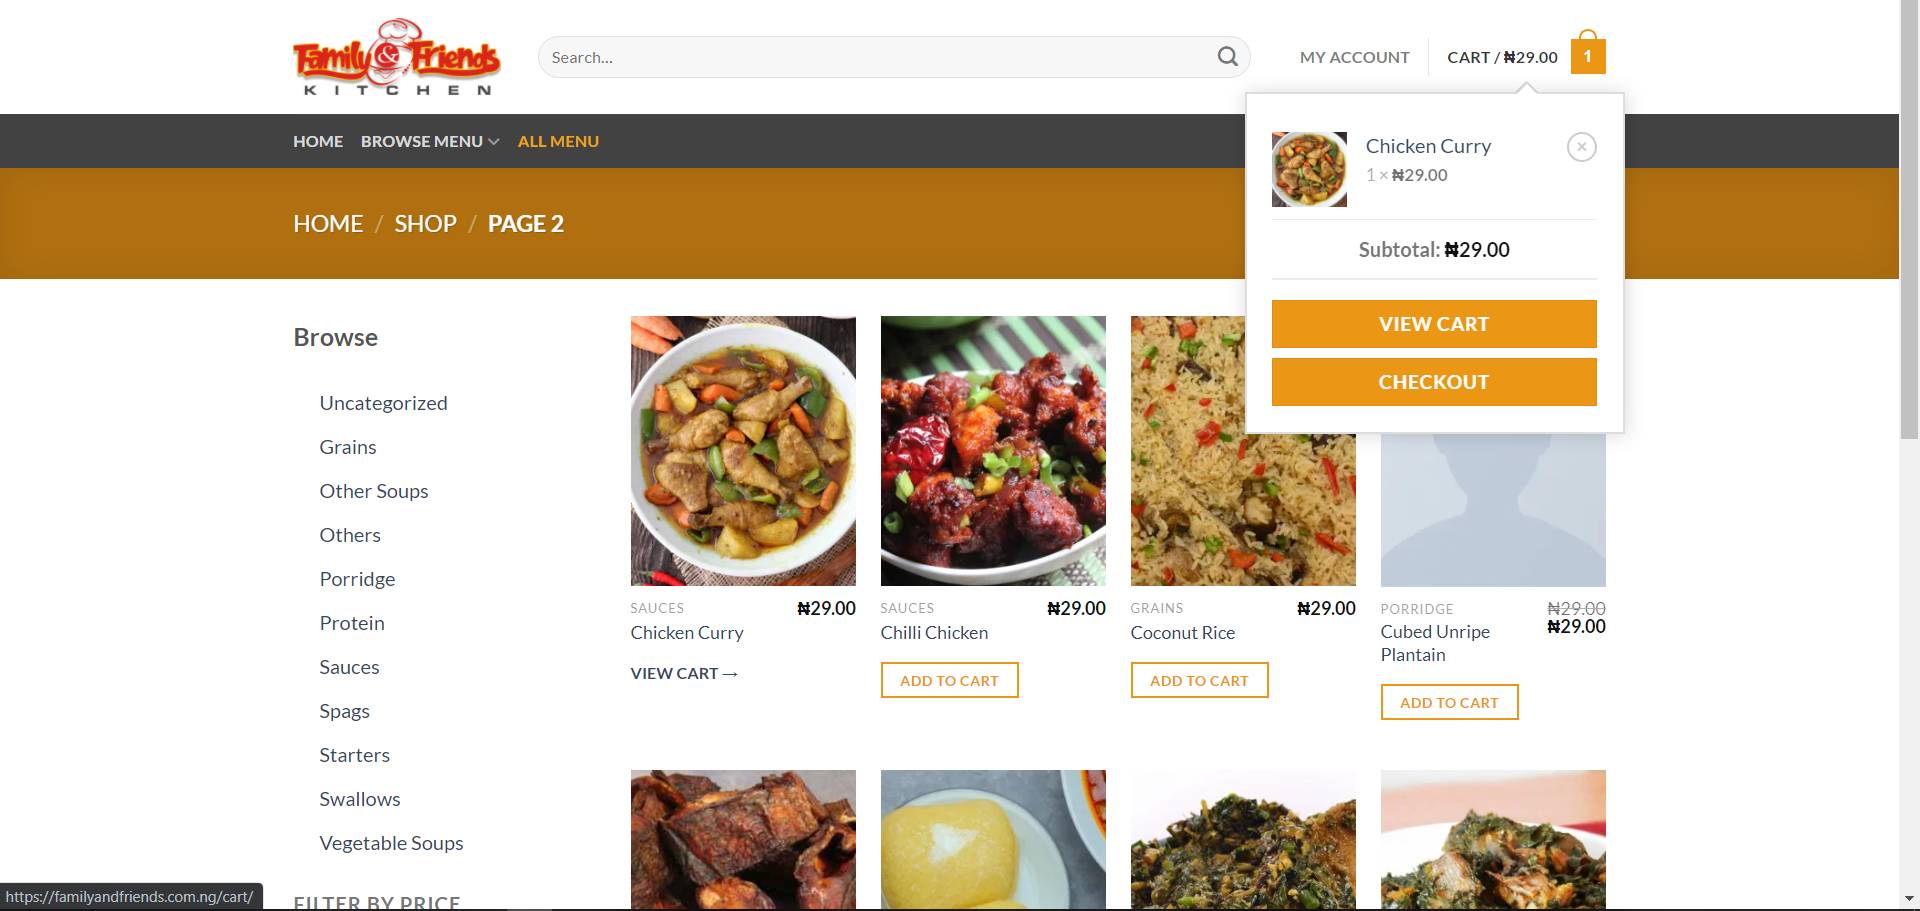 Family & Friends
KITCHEN
Search...
MY ACCOUNT
CART / ₦29.00
1
HOME
BROWSE MENU
ALL MENU
Chicken Curry
×
1 × ₦29.00
Subtotal: ₦29.00
VIEW CART
CHECKOUT
HOME / SHOP / PAGE 2
Browse
Uncategorized
Grains
Other Soups
Others
Porridge
Protein
Sauces
Spags
Starters
Swallows
Vegetable Soups
FILTER BY PRICE
SAUCES
₦29.00
Chicken Curry
VIEW CART →
SAUCES
₦29.00
Chilli Chicken
ADD TO CART
GRAINS
₦29.00
Coconut Rice
ADD TO CART
PORRIDGE
₦29.00
₦29.00
Cubed Unripe
Plantain
ADD TO CART
https://familyandfriends.com.ng/cart/